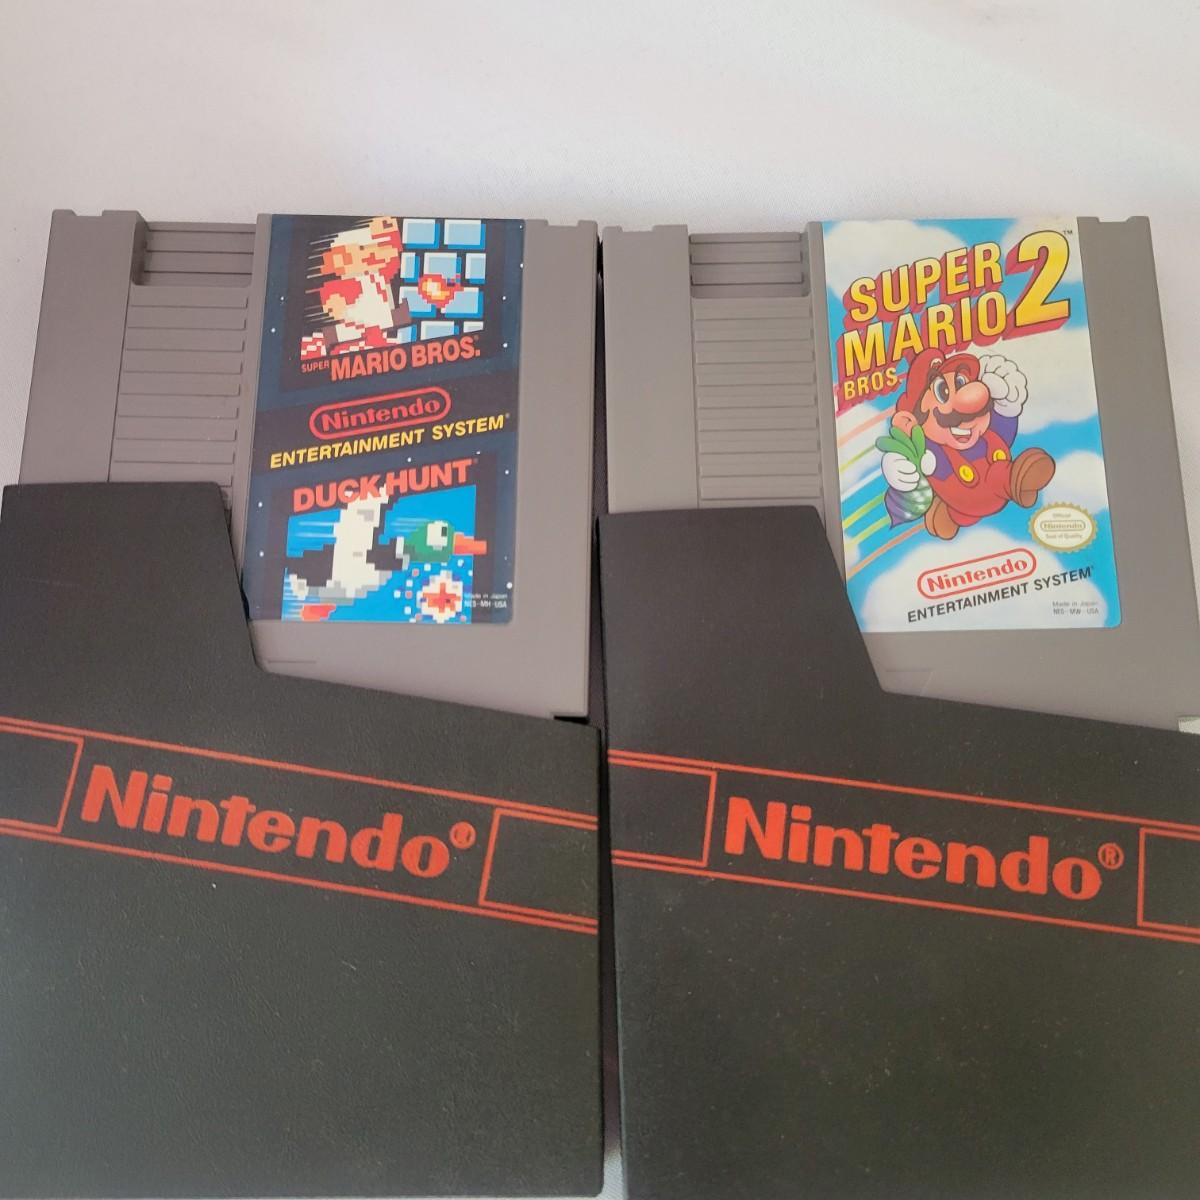 SUPER MARIO BROS.
Nintendo
ENTERTAINMENT SYSTEM®
DUCK HUNT
Made in Japan
NES-MH-USA
Nintendo®
SUPER
MARIO 2™
BROS.
Official
Nintendo
Seal of Quality
Nintendo
ENTERTAINMENT SYSTEM®
Made in Japan
NES-MW-USA
Nintendo®